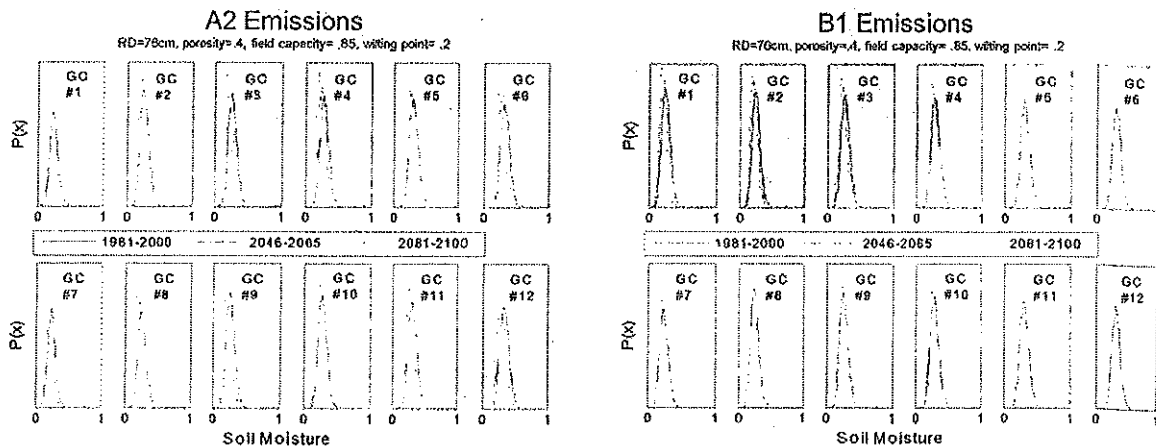 A2 Emissions
RD=76cm, porosity=.4, field capacity= .85, wilting point= .2
P(x)
GC #1
GC #2
GC #3
GC #4
GC #5
GC #6
0 1 0 1 0 1 0 1 0 1 0 1
1981-2000 2046-2065 2081-2100
P(x)
GC #7
GC #8
GC #9
GC #10
GC #11
GC #12
0 1 0 1 0 1 0 1 0 1 0 1
Soil Moisture
B1 Emissions
RD=76cm, porosity=.4, field capacity= .85, wilting point= .2
P(x)
GC #1
GC #2
GC #3
GC #4
GC #5
GC #6
0 1 0 1 0 1 0 1 0 1 0 1
1981-2000 2046-2065 2081-2100
P(x)
GC #7
GC #8
GC #9
GC #10
GC #11
GC #12
0 1 0 1 0 1 0 1 0 1 0 1
Soil Moisture